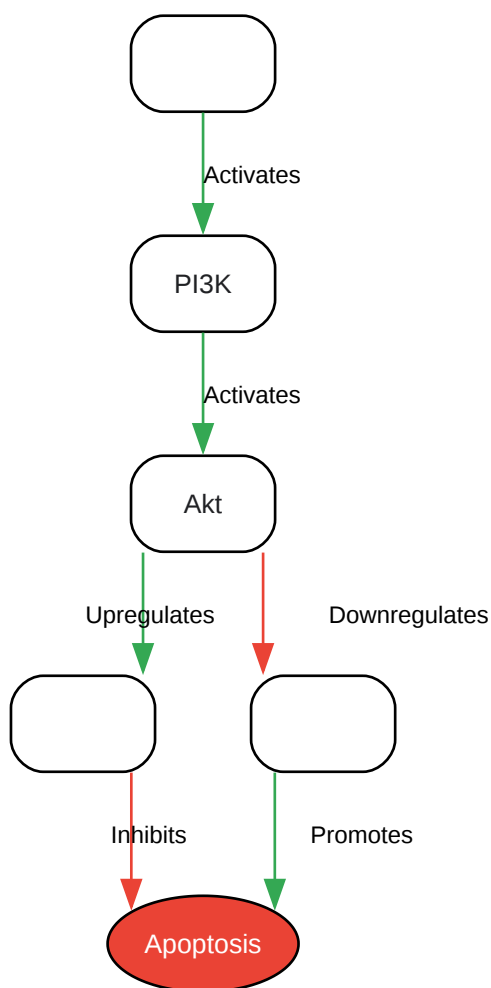 Activates
PI3K
Activates
Akt
Upregulates
Downregulates
Inhibits
Promotes
Apoptosis